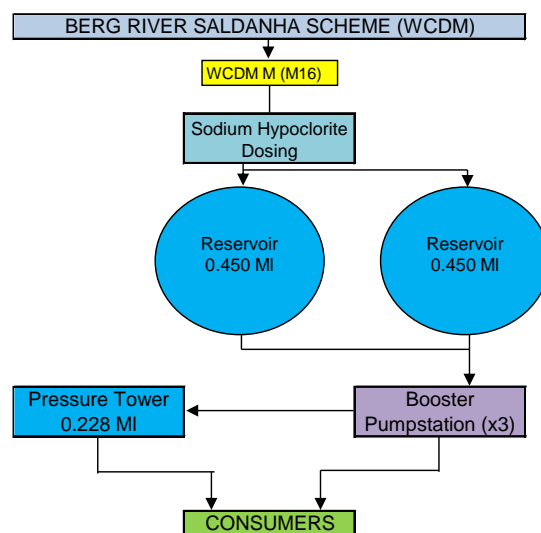 BERG RIVER SALDANHA SCHEME (WCDM)
WCDM M (M16)
Sodium Hypoclorite
Dosing
Reservoir
0.450 Ml
Reservoir
0.450 Ml
Pressure Tower
0.228 Ml
Booster
Pumpstation (x3)
CONSUMERS